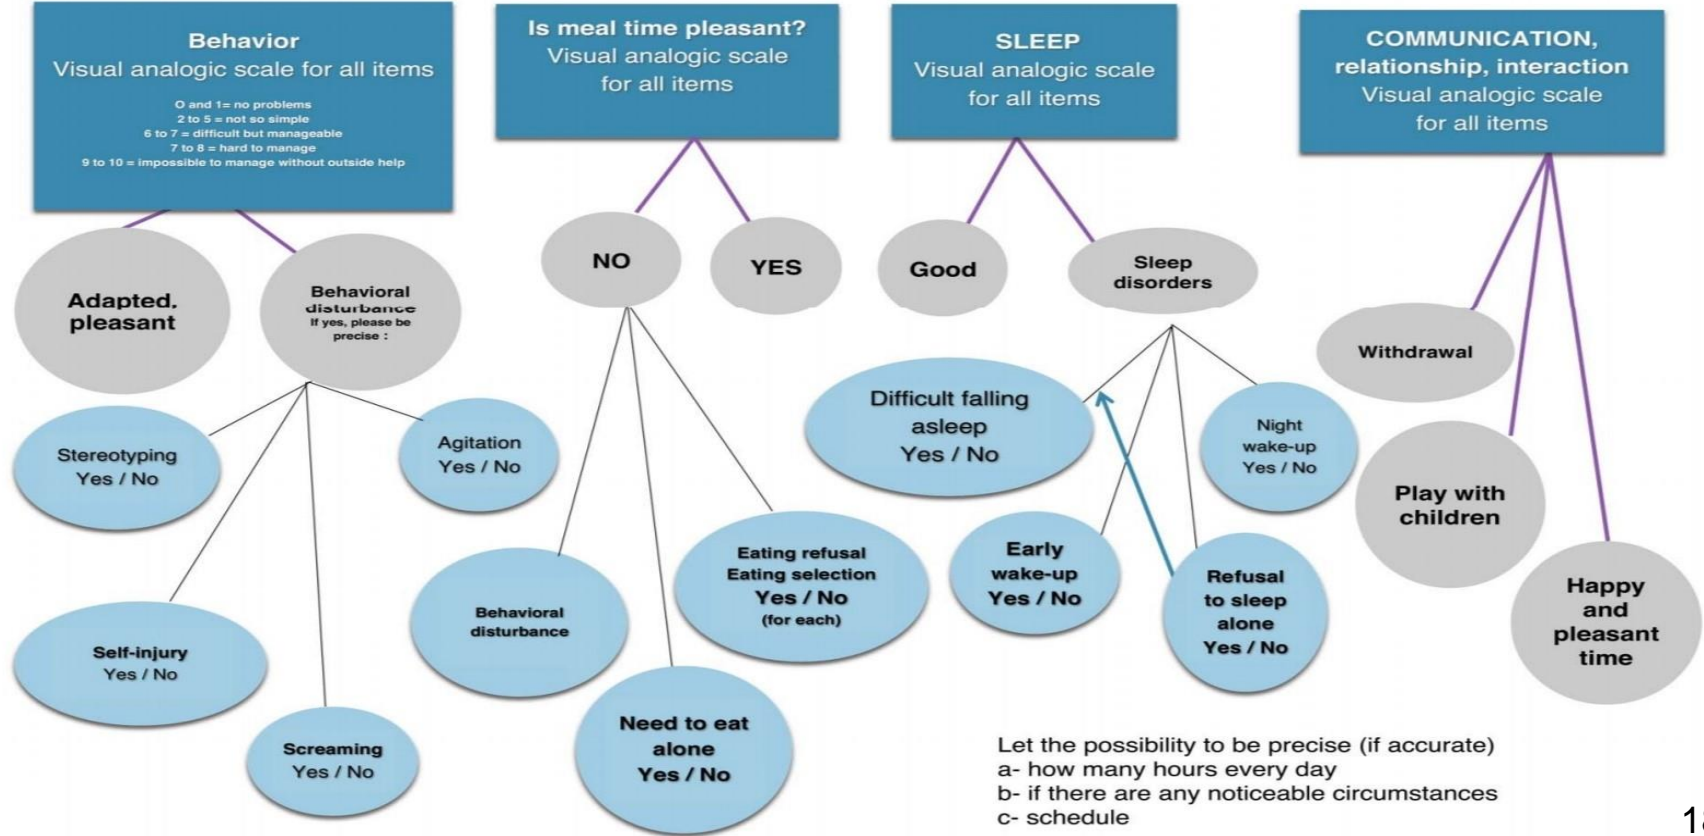 Behavior
Visual analogic scale for all items
O and 1= no problems
2 to 5 = not so simple
6 to 7 = difficult but manageable
7 to 8 = hard to manage
9 to 10 = impossible to manage without outside help
Is meal time pleasant?
Visual analogic scale
for all items
SLEEP
Visual analogic scale
for all items
COMMUNICATION,
relationship, interaction
Visual analogic scale
for all items
Adapted.
pleasant
Behavioral
disturbance
If yes, please be
precise :
NO
YES
Good
Sleep
disorders
Withdrawal
Play with
children
Happy
and
pleasant
time
Stereotyping
Yes / No
Agitation
Yes / No
Self-injury
Yes / No
Screaming
Yes / No
Behavioral
disturbance
Need to eat
alone
Yes / No
Eating refusal
Eating selection
Yes / No
(for each)
Difficult falling
asleep
Yes / No
Early
wake-up
Yes / No
Refusal
to sleep
alone
Yes / No
Night
wake-up
Yes / No
Let the possibility to be precise (if accurate)
a- how many hours every day
b- if there are any noticeable circumstances
c- schedule